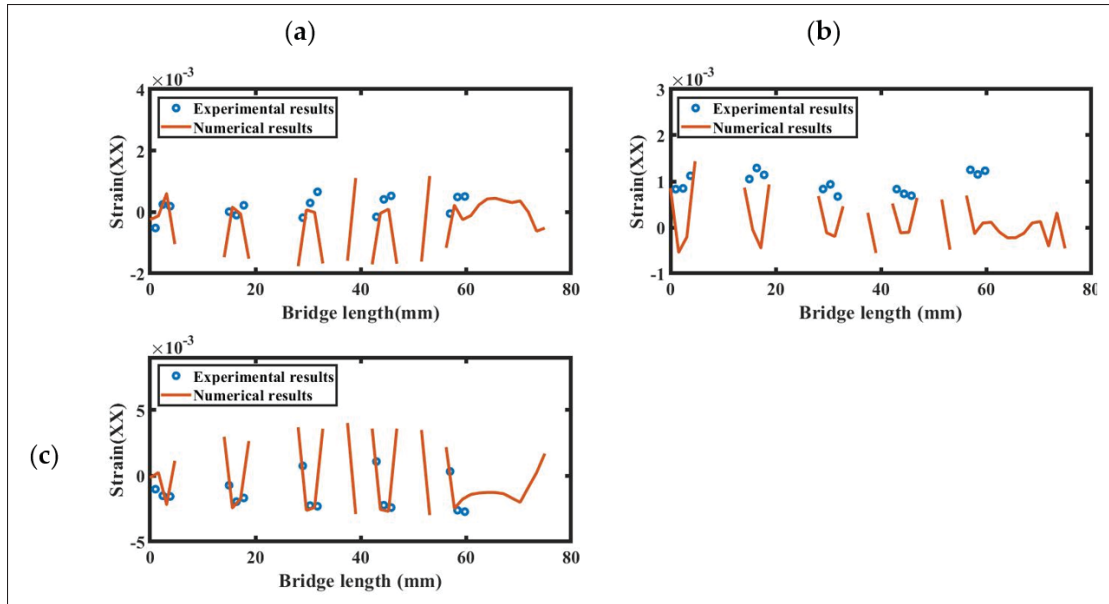 (a)
(b)
×10⁻³
4
2
0
-2
Strain(XX)
Experimental results
Numerical results
0 20 40 60 80
Bridge length(mm)
×10⁻³
3
2
1
0
-1
Strain(XX)
Experimental results
Numerical results
0 20 40 60 80
Bridge length (mm)
(c)
×10⁻³
5
0
-5
Strain(XX)
Experimental results
Numerical results
0 20 40 60 80
Bridge length (mm)